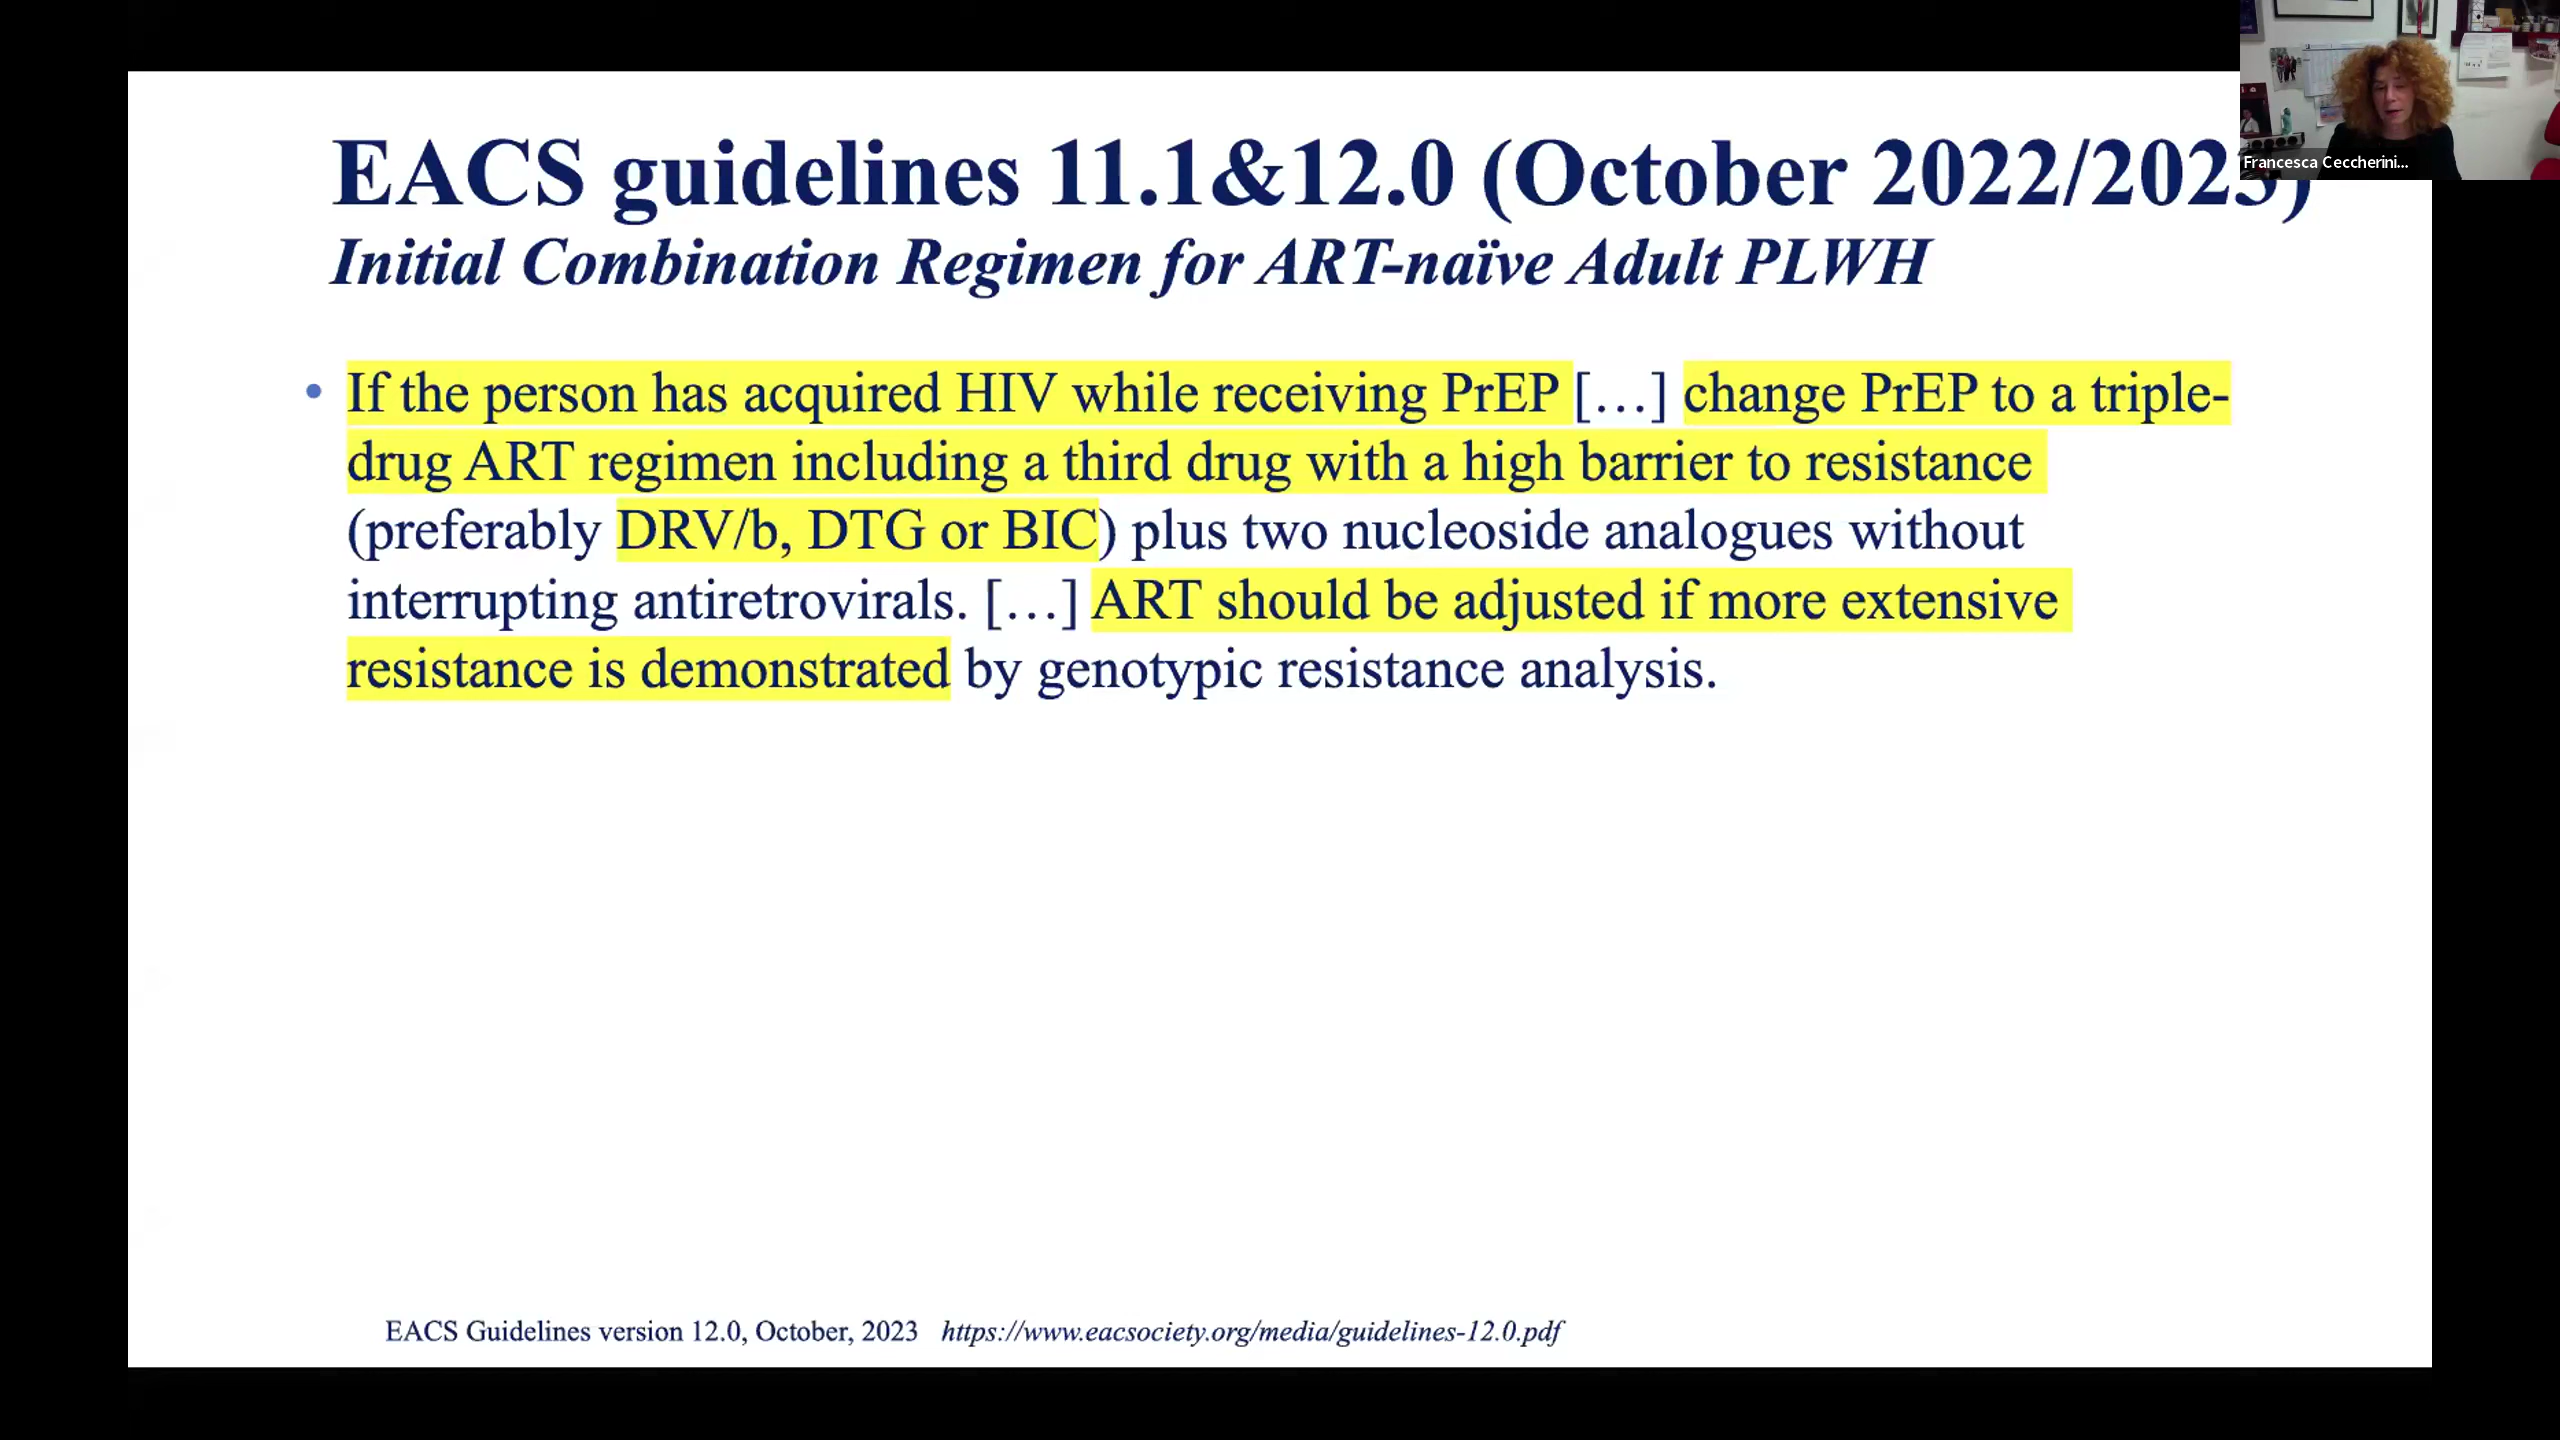 EACS guidelines 11.1&12.0 (October 2022/2023)
Francesca Ceccherini...
Initial Combination Regimen for ART-naïve Adult PLWH
• If the person has acquired HIV while receiving PrEP […] change PrEP to a triple-
drug ART regimen including a third drug with a high barrier to resistance
(preferably DRV/b, DTG or BIC) plus two nucleoside analogues without
interrupting antiretrovirals. […] ART should be adjusted if more extensive
resistance is demonstrated by genotypic resistance analysis.
EACS Guidelines version 12.0, October, 2023 https://www.eacsociety.org/media/guidelines-12.0.pdf